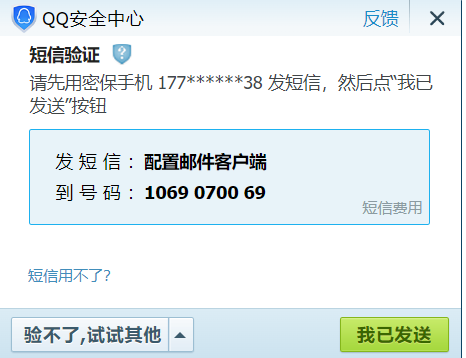 QQ安全中心 反馈
短信验证
请先用密保手机 177******38 发短信，然后点“我已
发送”按钮
发 短 信 ： 配置邮件客户端
到 号 码 ： 1069 0700 69
短信费用
短信用不了?
验不了,试试其他 我已发送